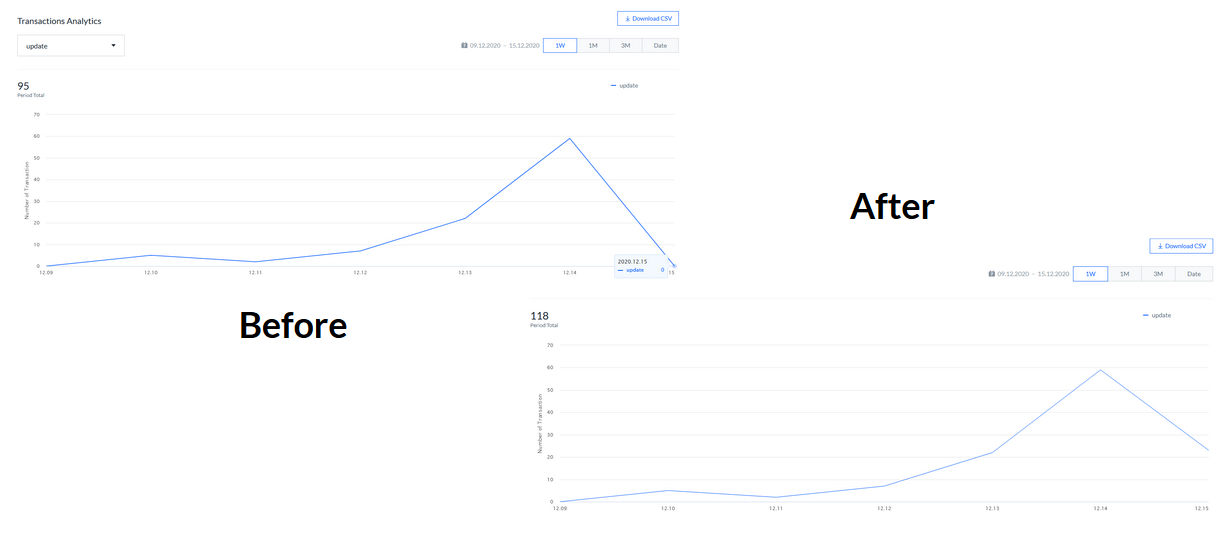 Transactions Analytics
Download CSV
update
09.12.2020 - 15.12.2020
1W
1M
3M
Date
95
Period Total
update
70
60
50
40
30
20
10
0
Number of Transaction
2020.12.15
update 0
12.09
12.10
12.11
12.12
12.13
12.14
15
Before
After
Download CSV
09.12.2020 - 15.12.2020
1W
1M
3M
Date
118
Period Total
update
70
60
50
40
30
20
10
0
Number of Transaction
12.09
12.10
12.11
12.12
12.13
12.14
12.15